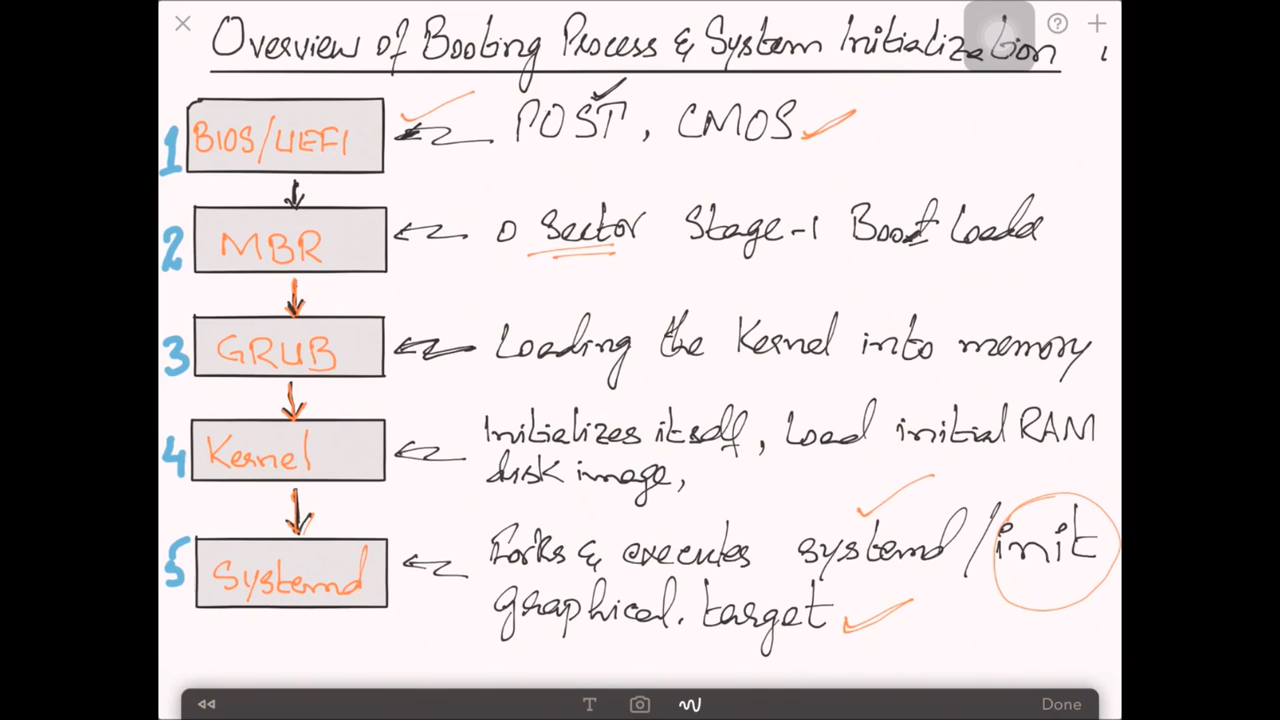 Overview of Booting Process & System Initialization
1 BIOS/UEFI POST, CMOS
2 MBR 0 Sector Stage-1 Boot Loader
3 GRUB Loading the Kernel into memory
4 Kernel Initializes itself, Load initial RAM
disk image,
5 Systemd Forks & executes systemd/init
graphical.target
T Done